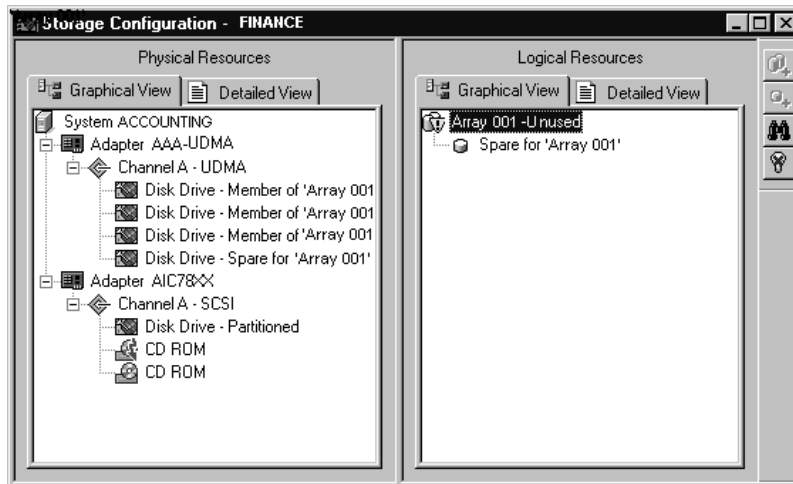 Storage Configuration - FINANCE
Physical Resources
Graphical View
Detailed View
System ACCOUNTING
Adapter AAA-UDMA
Channel A - UDMA
Disk Drive - Member of 'Array 001
Disk Drive - Member of 'Array 001
Disk Drive - Member of 'Array 001
Disk Drive - Spare for 'Array 001'
Adapter AIC78XX
Channel A - SCSI
Disk Drive - Partitioned
CD ROM
CD ROM
Logical Resources
Graphical View
Detailed View
Array 001 -Unused
Spare for 'Array 001'